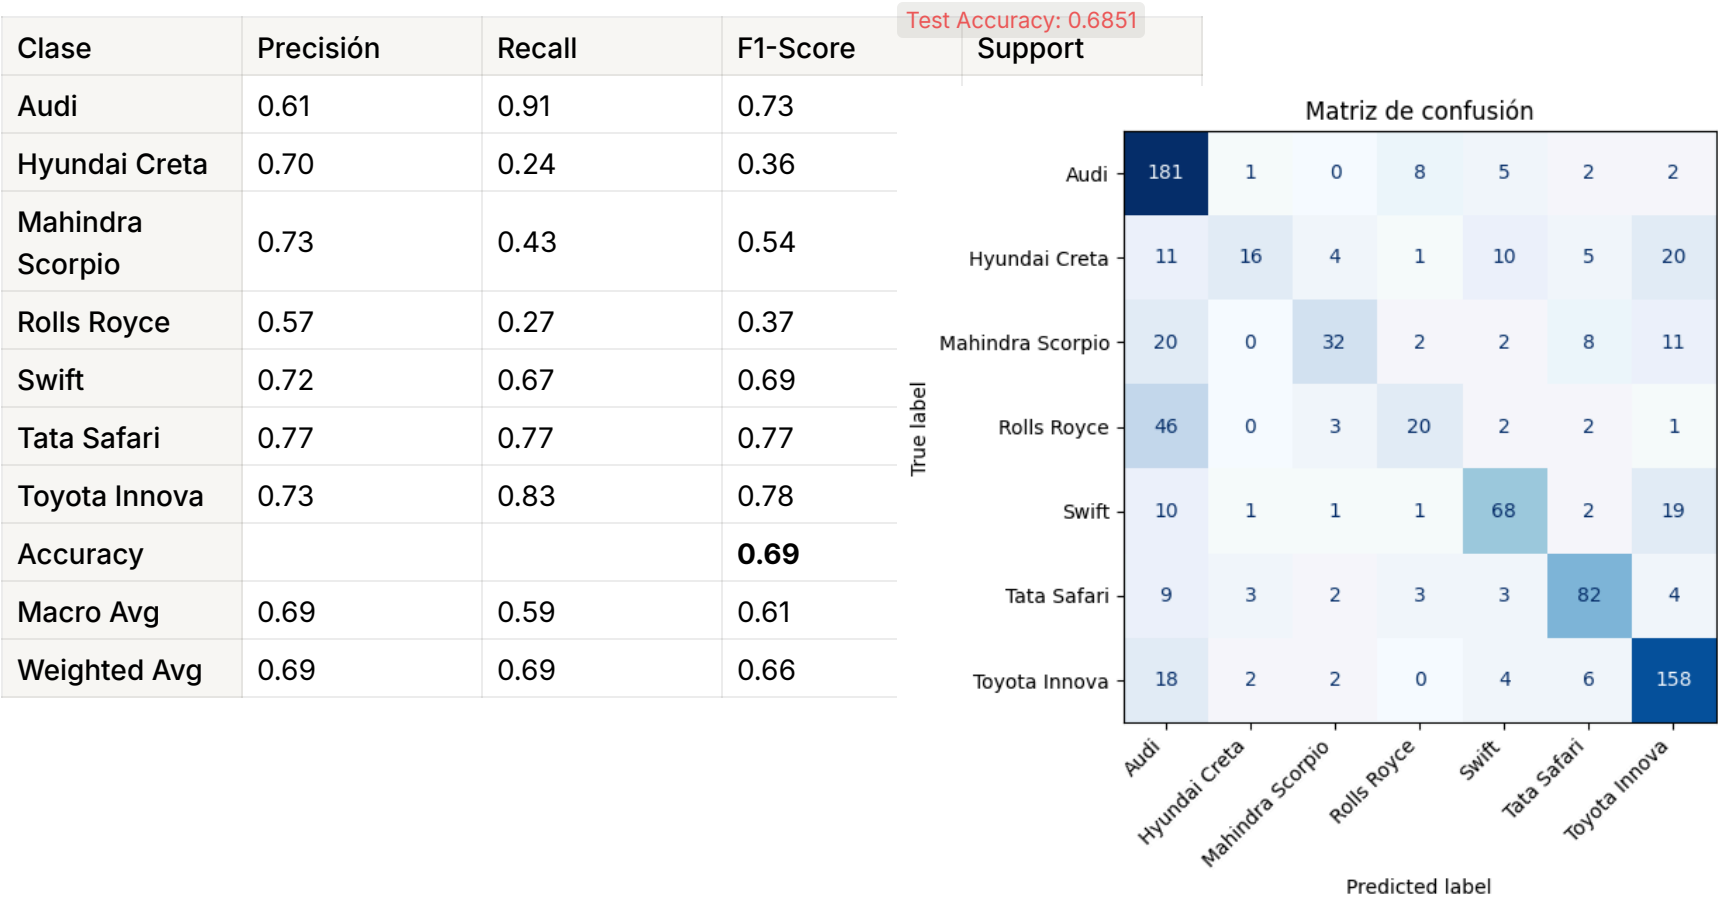 Test Accuracy: 0.6851
Clase Precisión Recall F1-Score Support
Audi 0.61 0.91 0.73
Hyundai Creta 0.70 0.24 0.36
Mahindra
Scorpio 0.73 0.43 0.54
Rolls Royce 0.57 0.27 0.37
Swift 0.72 0.67 0.69
Tata Safari 0.77 0.77 0.77
Toyota Innova 0.73 0.83 0.78
Accuracy 0.69
Macro Avg 0.69 0.59 0.61
Weighted Avg 0.69 0.69 0.66
Matriz de confusión
True label
Audi 181 1 0 8 5 2 2
Hyundai Creta 11 16 4 1 10 5 20
Mahindra Scorpio 20 0 32 2 2 8 11
Rolls Royce 46 0 3 20 2 2 1
Swift 10 1 1 1 68 2 19
Tata Safari 9 3 2 3 3 82 4
Toyota Innova 18 2 2 0 4 6 158
Audi Hyundai Creta Mahindra Scorpio Rolls Royce Swift Tata Safari Toyota Innova
Predicted label